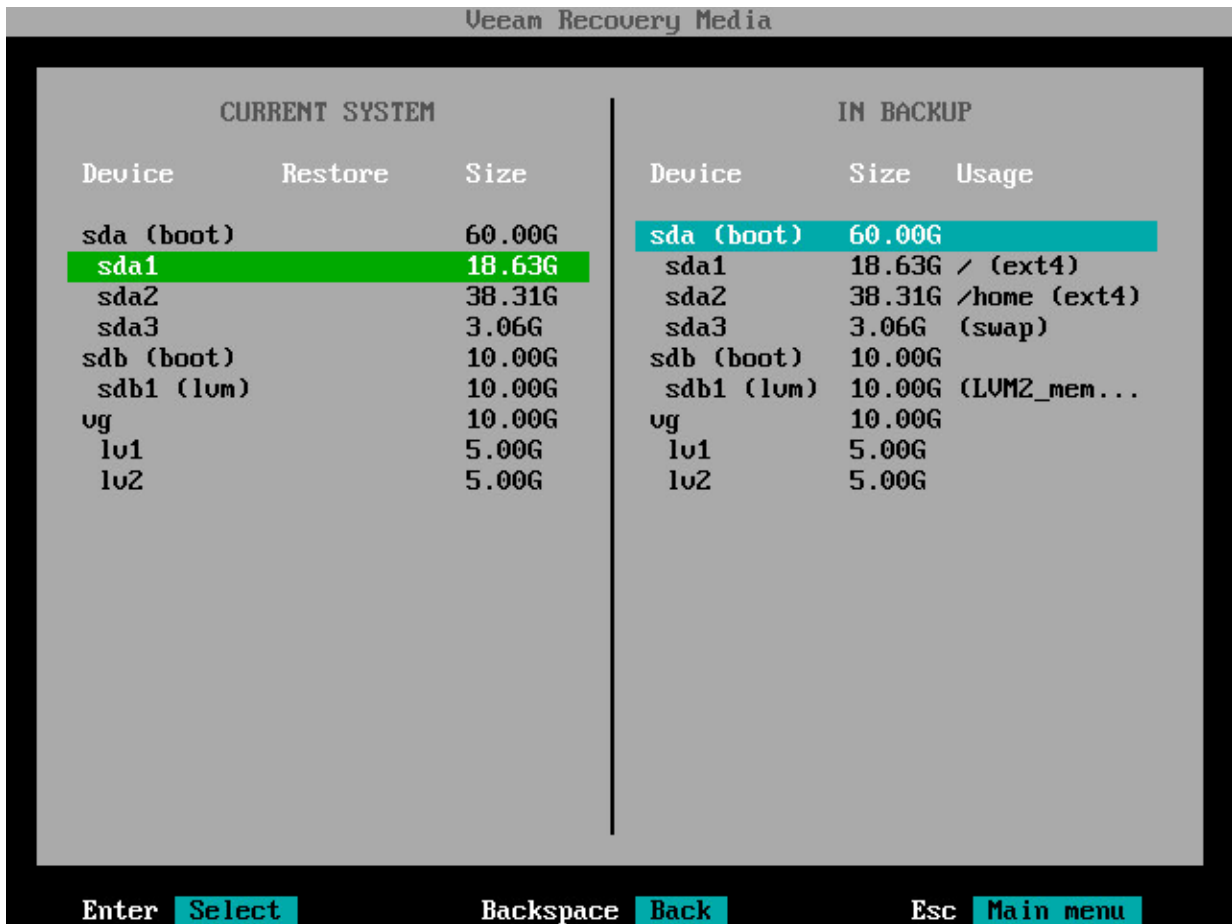 Veeam Recovery Media
CURRENT SYSTEM
Device Restore Size
sda (boot) 60.00G
sda1 18.63G
sda2 38.31G
sda3 3.06G
sdb (boot) 10.00G
sdb1 (lvm) 10.00G
vg 10.00G
lv1 5.00G
lv2 5.00G
IN BACKUP
Device Size Usage
sda (boot) 60.00G
sda1 18.63G / (ext4)
sda2 38.31G /home (ext4)
sda3 3.06G (swap)
sdb (boot) 10.00G
sdb1 (lvm) 10.00G (LVM2_mem...
vg 10.00G
lv1 5.00G
lv2 5.00G
Enter Select Backspace Back Esc Main menu